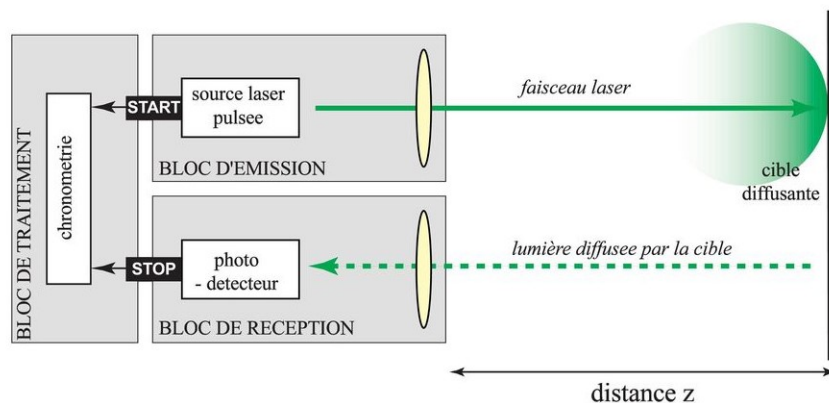 START
source laser
pulsee
faisceau laser
BLOC D'EMISSION
cible
diffusante
BLOC DE TRAITEMENT
chronometrie
STOP
photo
- detecteur
lumière diffusee par la cible
BLOC DE RECEPTION
distance z